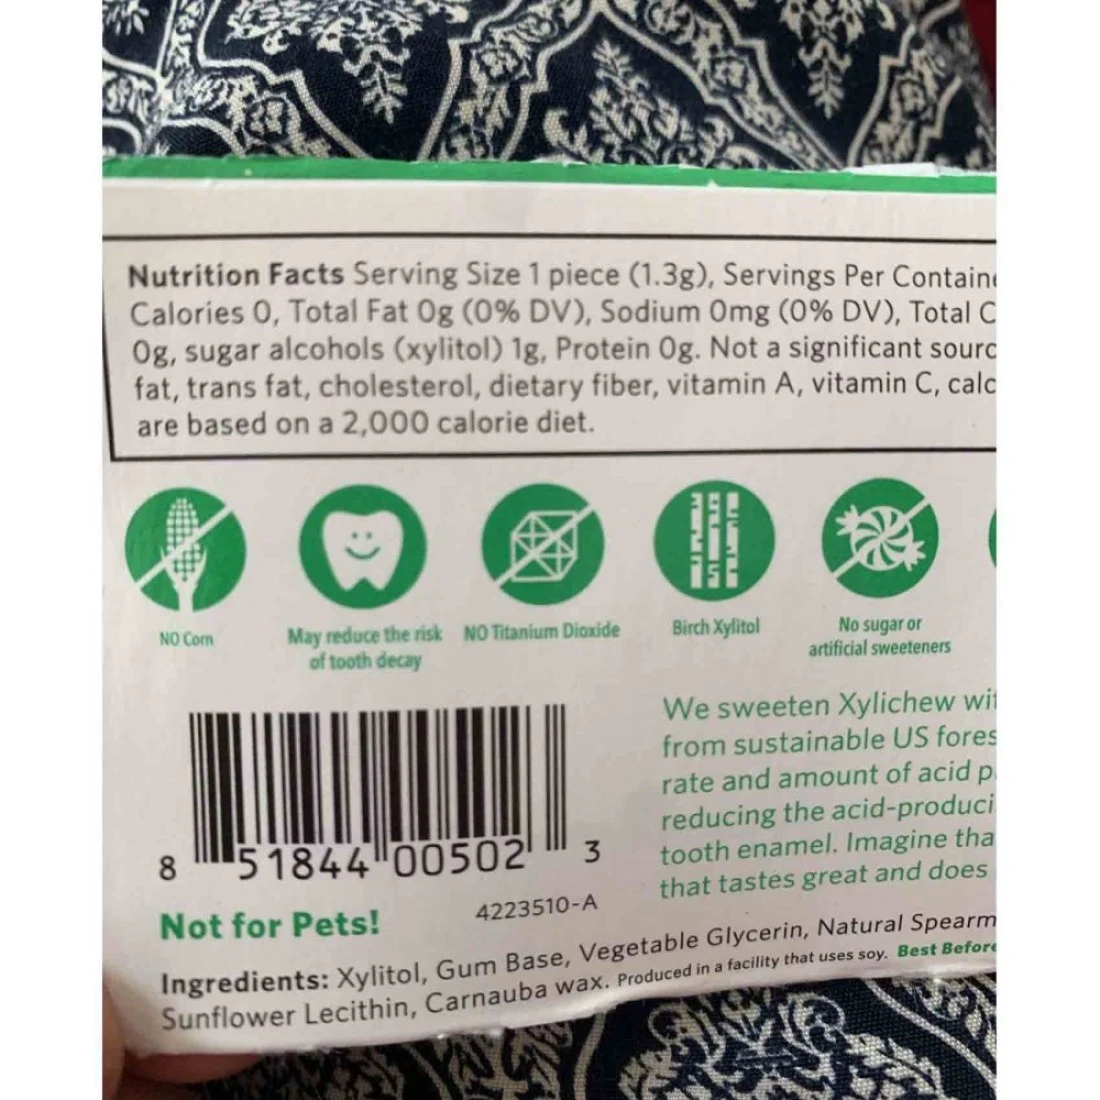 Nutrition Facts Serving Size 1 piece (1.3g), Servings Per Containe
Calories 0, Total Fat 0g (0% DV), Sodium 0mg (0% DV), Total C
0g, sugar alcohols (xylitol) 1g, Protein 0g. Not a significant sourc
fat, trans fat, cholesterol, dietary fiber, vitamin A, vitamin C, calc
are based on a 2,000 calorie diet.
NO Corn
May reduce the risk
of tooth decay
NO Titanium Dioxide
Birch Xylitol
No sugar or
artificial sweeteners
We sweeten Xylichew wit
from sustainable US fores
rate and amount of acid p
reducing the acid-produci
tooth enamel. Imagine tha
that tastes great and does
8 51844 00502 3
4223510-A
Not for Pets!
Ingredients: Xylitol, Gum Base, Vegetable Glycerin, Natural Spearm
Sunflower Lecithin, Carnauba wax. Produced in a facility that uses soy. Best Before